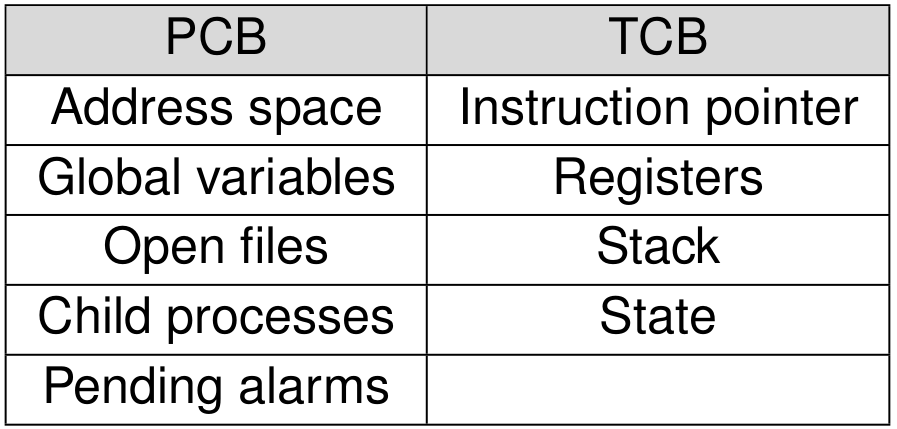 PCB TCB
Address space Instruction pointer
Global variables Registers
Open files Stack
Child processes State
Pending alarms